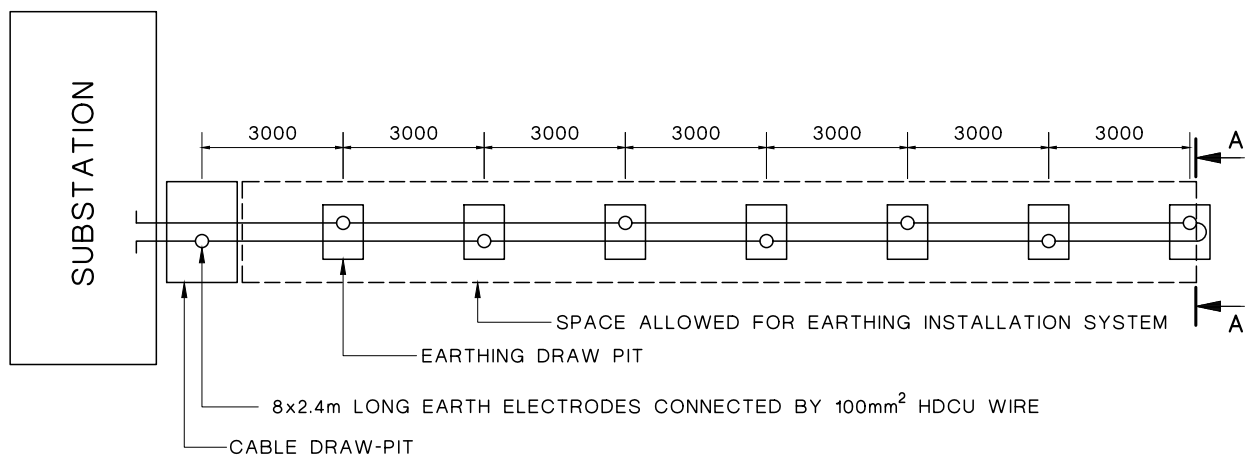 SUBSTATION
3000 3000 3000 3000 3000 3000 3000
A
A
SPACE ALLOWED FOR EARTHING INSTALLATION SYSTEM
EARTHING DRAW PIT
8x2.4m LONG EARTH ELECTRODES CONNECTED BY 100mm² HDCU WIRE
CABLE DRAW-PIT